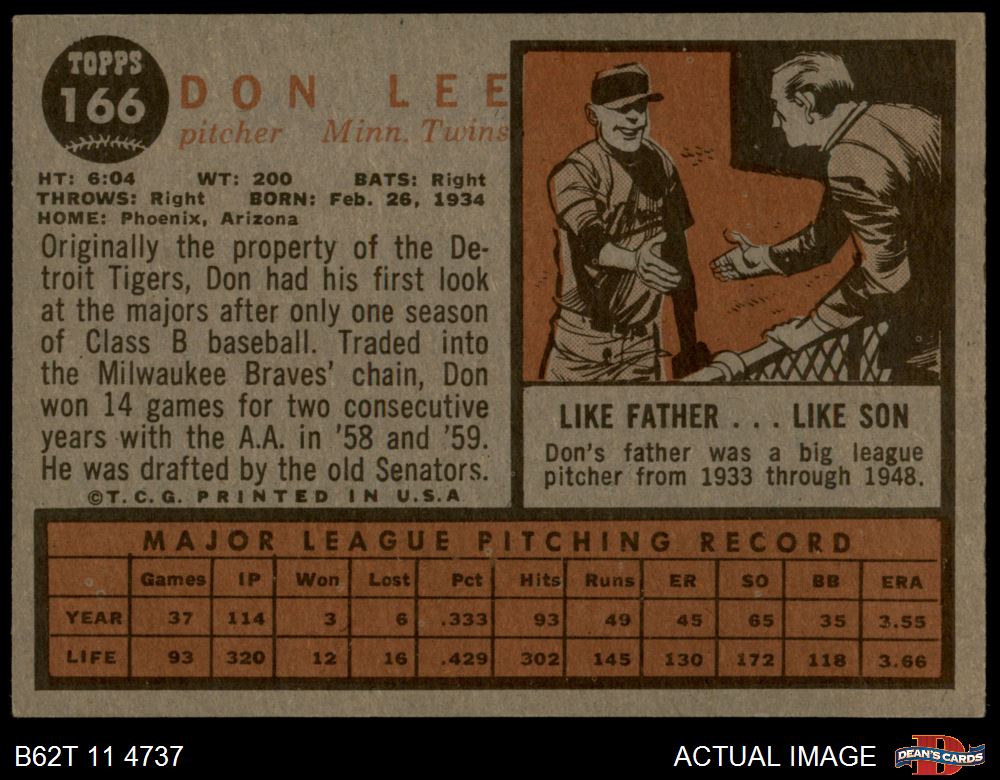 TOPPS
166
DON LEE
pitcher Minn. Twins
HT: 6:04 WT: 200 BATS: Right
THROWS: Right BORN: Feb. 26, 1934
HOME: Phoenix, Arizona
Originally the property of the De-
troit Tigers, Don had his first look
at the majors after only one season
of Class B baseball. Traded into
the Milwaukee Braves' chain, Don
won 14 games for two consecutive
years with the A.A. in '58 and '59.
He was drafted by the old Senators.
©T.C.G. PRINTED IN U.S.A
LIKE FATHER . . . LIKE SON
Don's father was a big league
pitcher from 1933 through 1948.
MAJOR LEAGUE PITCHING RECORD
Games IP Won Lost Pct Hits Runs ER SO BB ERA
YEAR 37 114 3 6 .333 93 49 45 65 35 3.55
LIFE 93 320 12 16 .429 302 145 130 172 118 3.66
B62T 11 4737 ACTUAL IMAGE DEAN'S CARDS